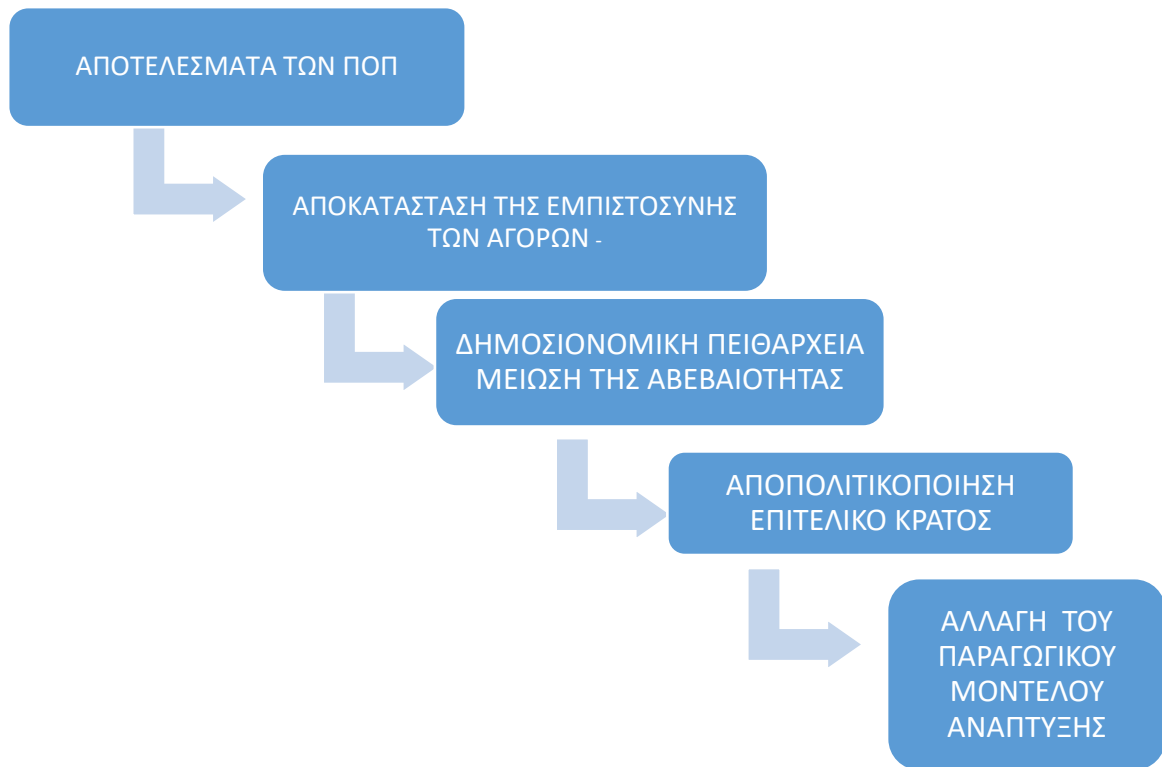 ΑΠΟΤΕΛΕΣΜΑΤΑ ΤΩΝ ΠΟΠ
ΑΠΟΚΑΤΑΣΤΑΣΗ ΤΗΣ ΕΜΠΙΣΤΟΣΥΝΗΣ
ΤΩΝ ΑΓΟΡΩΝ -
ΔΗΜΟΣΙΟΝΟΜΙΚΗ ΠΕΙΘΑΡΧΕΙΑ
ΜΕΙΩΣΗ ΤΗΣ ΑΒΕΒΑΙΟΤΗΤΑΣ
ΑΠΟΠΟΛΙΤΙΚΟΠΟΙΗΣΗ
ΕΠΙΤΕΛΙΚΟ ΚΡΑΤΟΣ
ΑΛΛΑΓΗ ΤΟΥ
ΠΑΡΑΓΩΓΙΚΟΥ
ΜΟΝΤΕΛΟΥ
ΑΝΑΠΤΥΞΗΣ